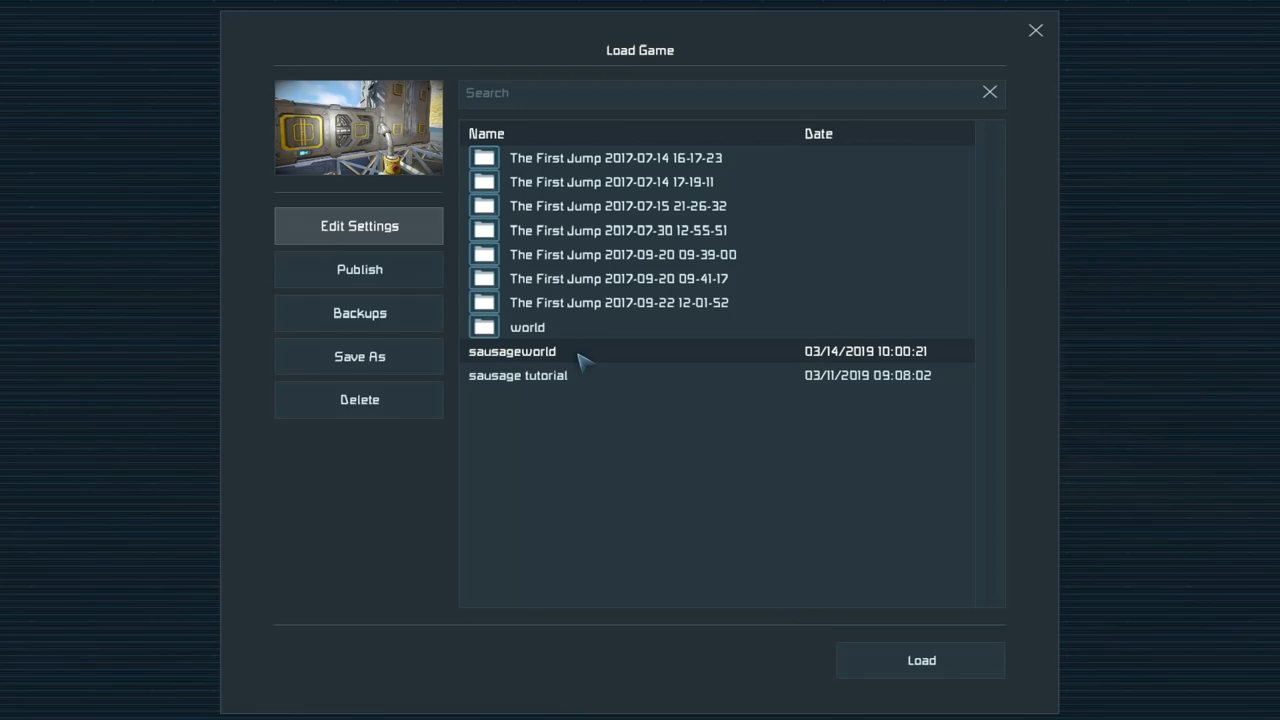 Load Game
Search
Name Date
The First Jump 2017-07-14 16-17-23
The First Jump 2017-07-14 17-19-11
The First Jump 2017-07-15 21-26-32
The First Jump 2017-07-30 12-55-51
The First Jump 2017-09-20 09-39-00
The First Jump 2017-09-20 09-41-17
The First Jump 2017-09-22 12-01-52
world
sausageworld 03/14/2019 10:00:21
sausage tutorial 03/11/2019 09:08:02
Edit Settings
Publish
Backups
Save As
Delete
Load